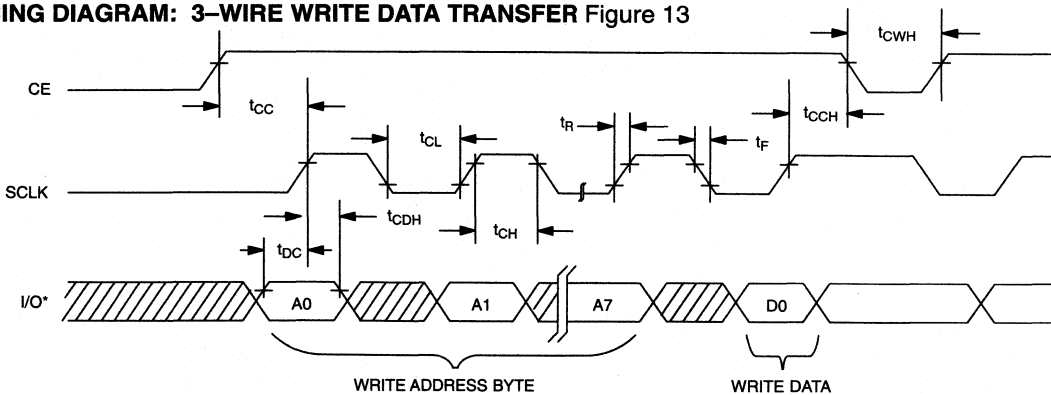 ING DIAGRAM: 3–WIRE WRITE DATA TRANSFER Figure 13
tCWH
CE
tCC
tCCH
tCL
tR
tF
SCLK
tCDH
tCH
tDC
I/O*
A0
A1
A7
D0
WRITE ADDRESS BYTE
WRITE DATA